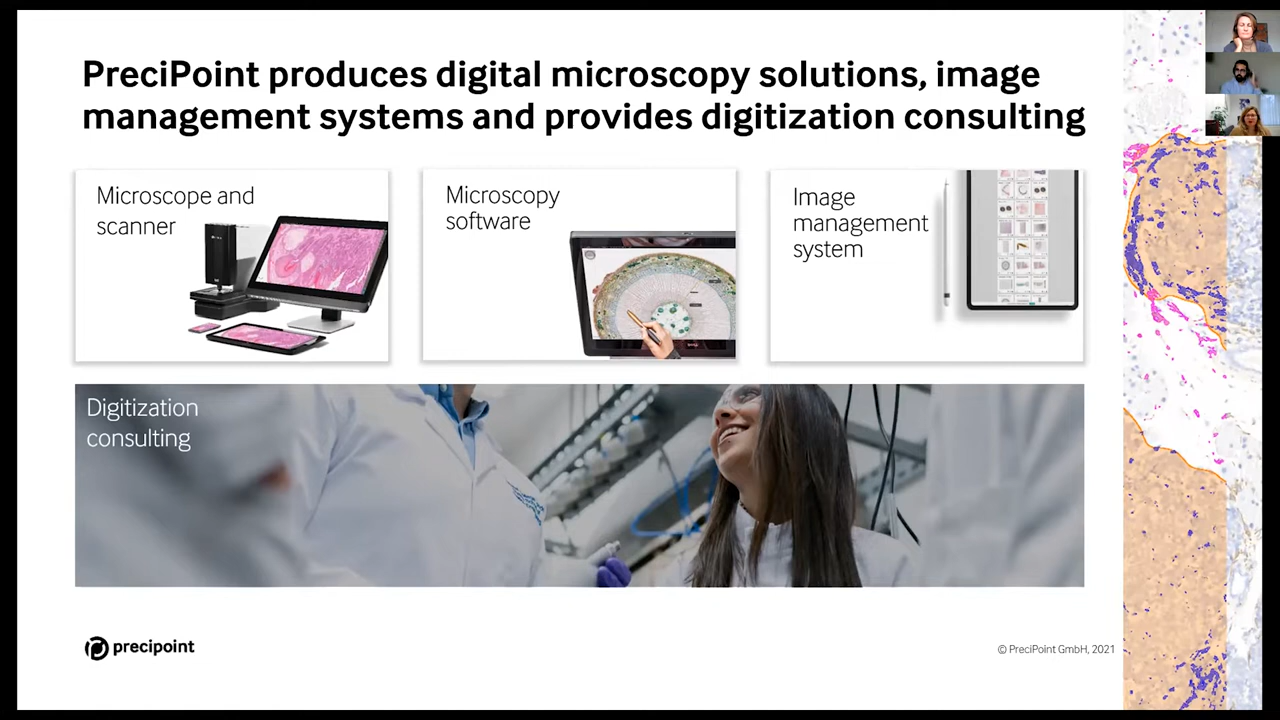 PreciPoint produces digital microscopy solutions, image
management systems and provides digitization consulting
Microscope and
scanner
Microscopy
software
Image
management
system
Digitization
consulting
precipoint
© PreciPoint GmbH, 2021